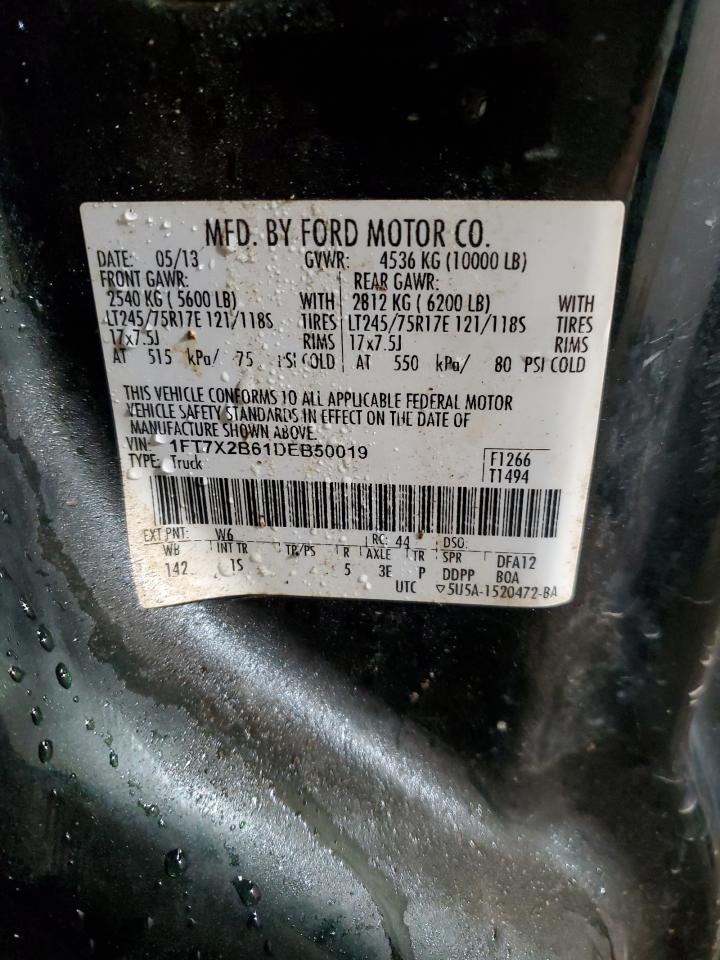 MFD. BY FORD MOTOR CO.
DATE: 05/13 GVWR: 4536 KG (10000 LB)
FRONT GAWR: REAR GAWR:
2540 KG ( 5600 LB) WITH 2812 KG ( 6200 LB) WITH
LT245/75R17E 121/118S TIRES LT245/75R17E 121/118S TIRES
17x7.5J RIMS 17x7.5J RIMS
AT 515 kPa/ 75 PSI COLD AT 550 kPa/ 80 PSI COLD
THIS VEHICLE CONFORMS TO ALL APPLICABLE FEDERAL MOTOR
VEHICLE SAFETY STANDARDS IN EFFECT ON THE DATE OF
MANUFACTURE SHOWN ABOVE.
VIN: 1FT7X2B61DEB50019 F1266
TYPE: Truck T1494
EXT PNT: W6 RC: 44 DSO:
WB INT TR TP/PS R AXLE TR SPR DFA12
142 1S 5 3E P DDPP BOA
UTC ▽5U5A-1520472-BA